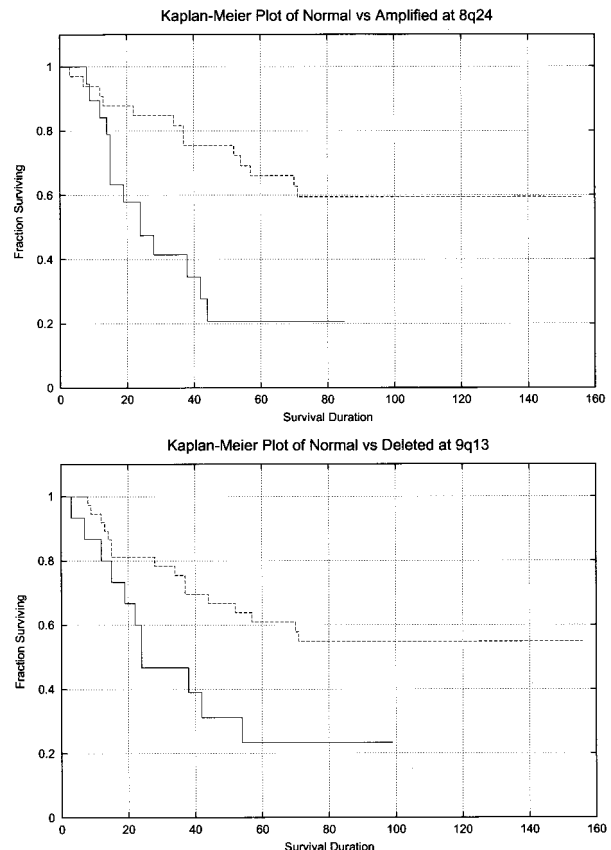 Kaplan-Meier Plot of Normal vs Amplified at 8q24
1
0.8
0.6
0.4
0.2
0
Fraction Surviving
0 20 40 60 80 100 120 140 160
Survival Duration
Kaplan-Meier Plot of Normal vs Deleted at 9q13
1
0.8
0.6
0.4
0.2
0
Fraction Surviving
0 20 40 60 80 100 120 140 160
Survival Duration